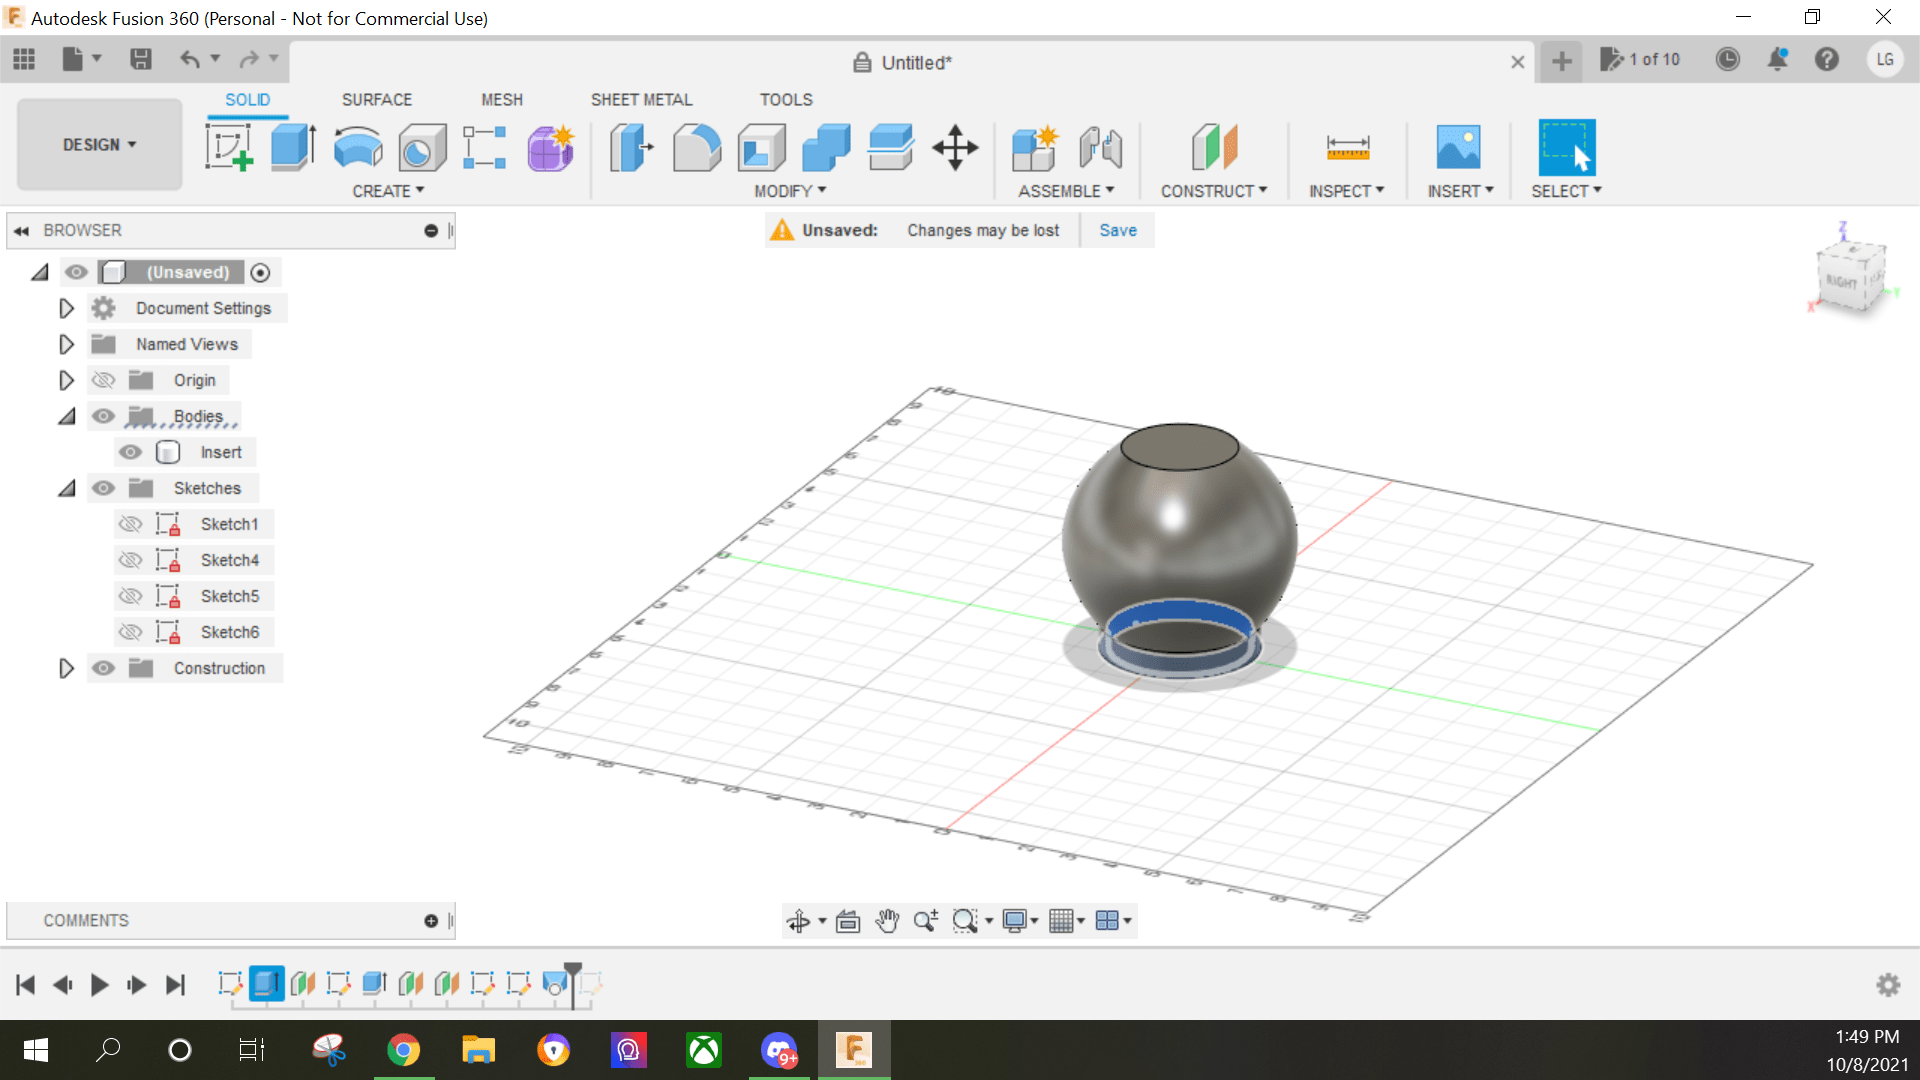 Autodesk Fusion 360 (Personal - Not for Commercial Use)
Untitled*
1 of 10
LG
DESIGN
SOLID
SURFACE
MESH
SHEET METAL
TOOLS
CREATE
MODIFY
ASSEMBLE
CONSTRUCT
INSPECT
INSERT
SELECT
BROWSER
Unsaved: Changes may be lost Save
(Unsaved)
Document Settings
Named Views
Origin
Bodies
Insert
Sketches
Sketch1
Sketch4
Sketch5
Sketch6
Construction
Z
RIGHT
X
Y
COMMENTS
9+
F
360
1:49 PM
10/8/2021